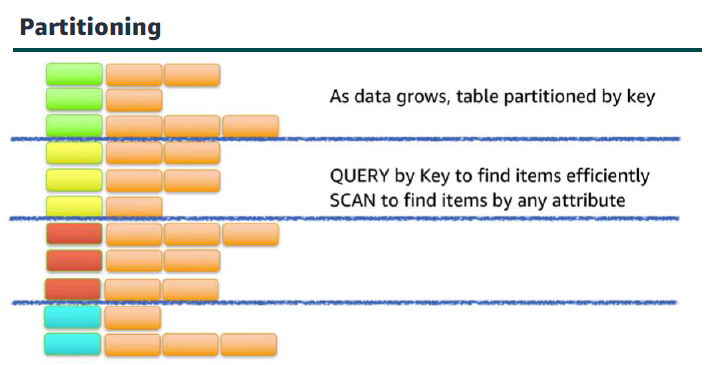 Partitioning
As data grows, table partitioned by key
QUERY by Key to find items efficiently
SCAN to find items by any attribute